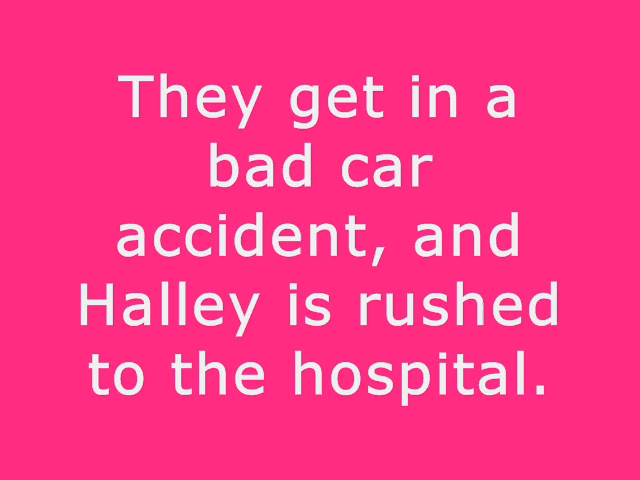 They get in a
bad car
accident, and
Halley is rushed
to the hospital.